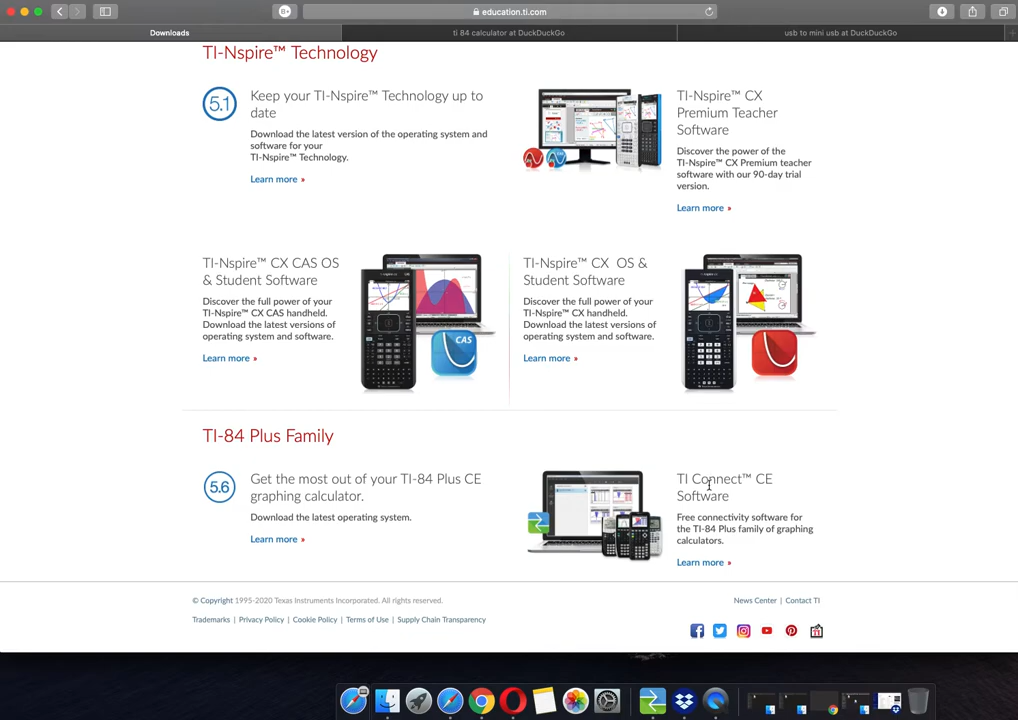 education.ti.com
Downloads
ti 84 calculator at DuckDuckGo
usb to mini usb at DuckDuckGo
TI-Nspire™ Technology
5.1
Keep your TI-Nspire™ Technology up to
date
Download the latest version of the operating system and
software for your
TI-Nspire™ Technology.
Learn more »
TI-Nspire™ CX
Premium Teacher
Software
Discover the power of the
TI-Nspire™ CX Premium teacher
software with our 90-day trial
version.
Learn more »
TI-Nspire™ CX CAS OS
& Student Software
Discover the full power of your
TI-Nspire™ CX CAS handheld.
Download the latest versions of
operating system and software.
Learn more »
CAS
TI-Nspire™ CX OS &
Student Software
Discover the full power of your
TI-Nspire™ CX handheld.
Download the latest versions of
operating system and software.
Learn more »
TI-84 Plus Family
5.6
Get the most out of your TI-84 Plus CE
graphing calculator.
Download the latest operating system.
Learn more »
TI Connect™ CE
Software
Free connectivity software for
the TI-84 Plus family of graphing
calculators.
Learn more »
© Copyright 1995-2020 Texas Instruments Incorporated. All rights reserved.
News Center | Contact TI
Trademarks | Privacy Policy | Cookie Policy | Terms of Use | Supply Chain Transparency